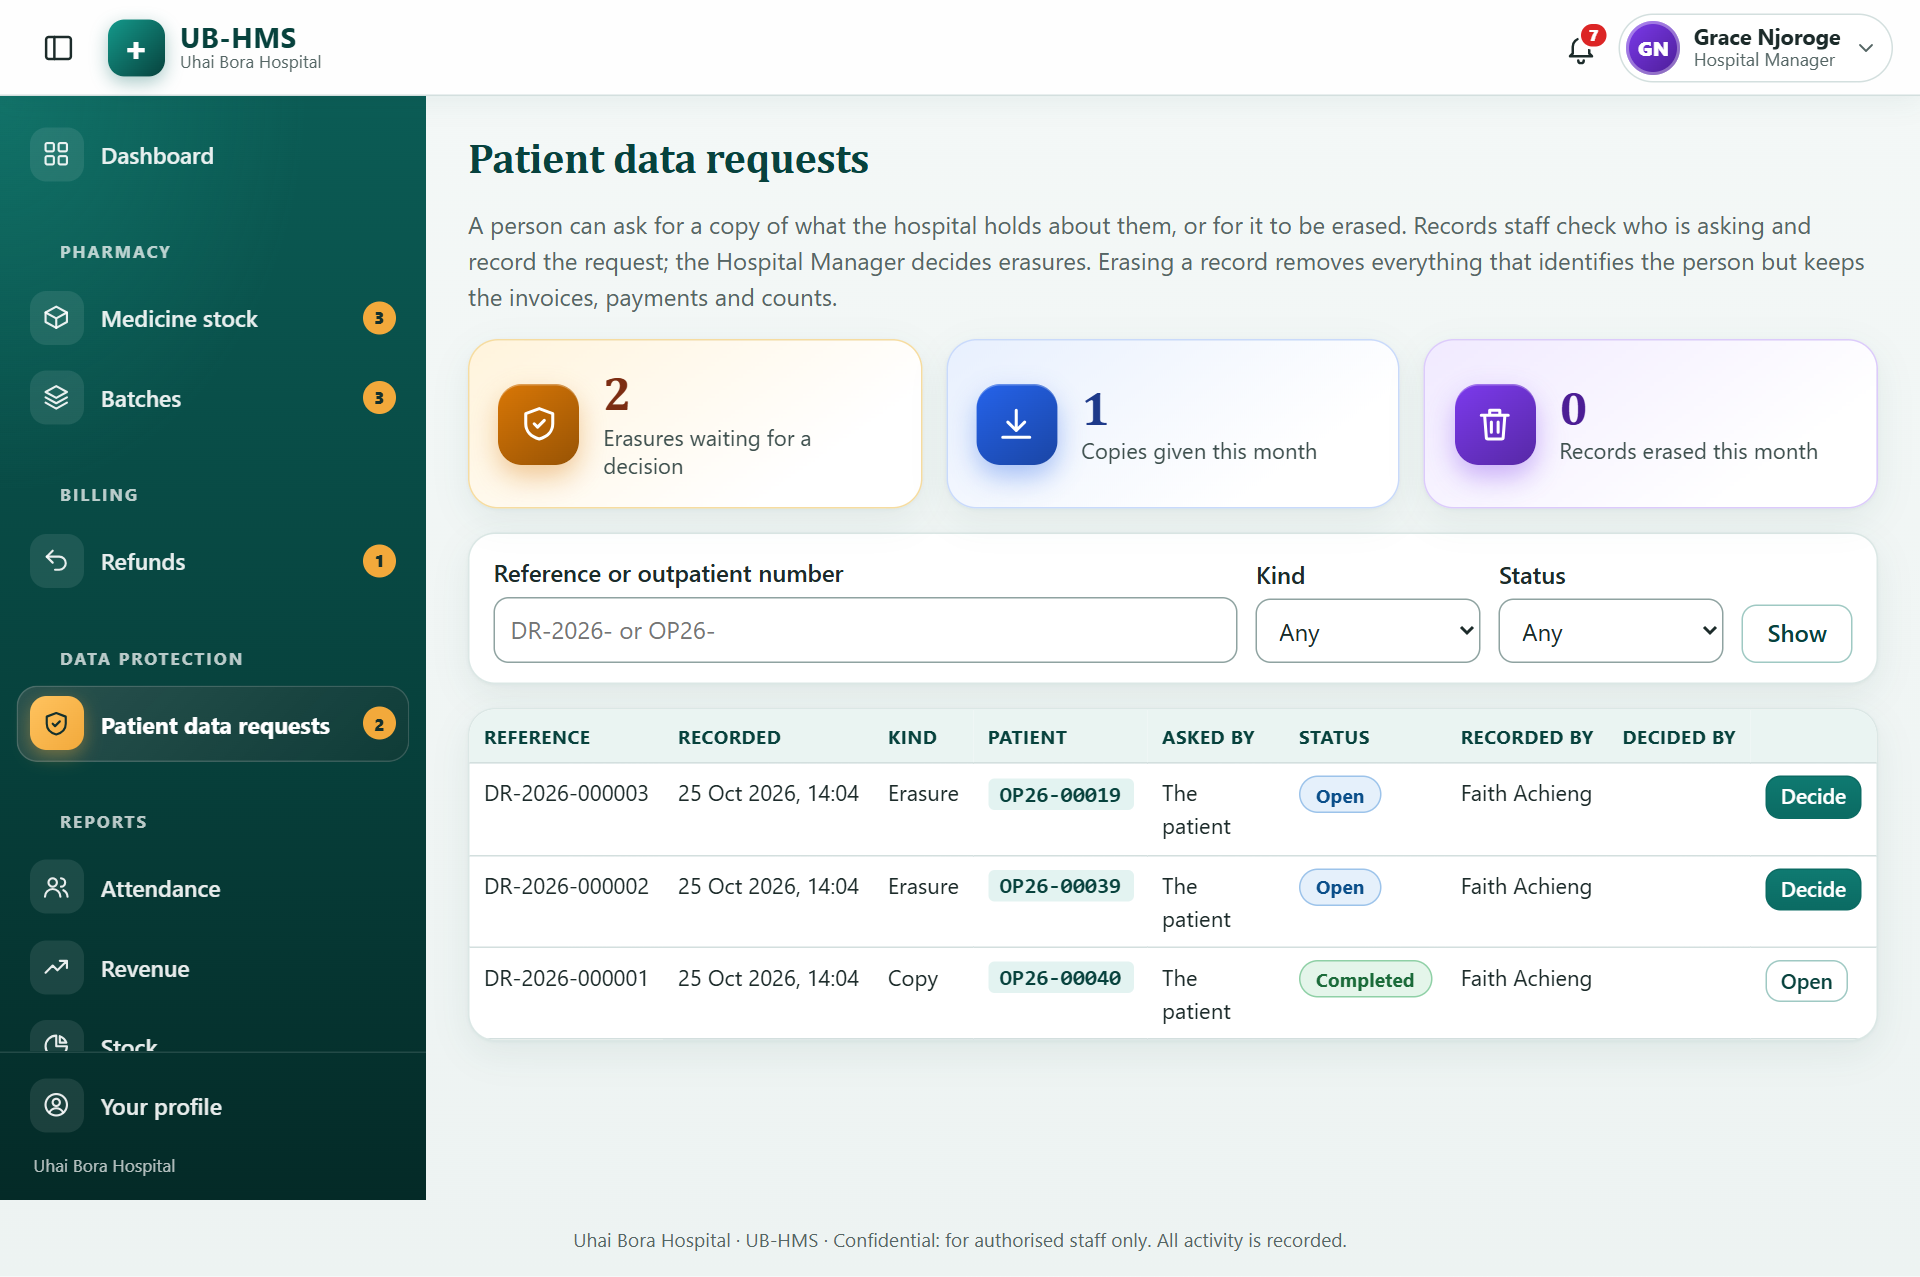 UB-HMS
Uhai Bora Hospital
7
GN
Grace Njoroge
Hospital Manager
Dashboard
PHARMACY
Medicine stock 3
Batches 3
BILLING
Refunds 1
DATA PROTECTION
Patient data requests 2
REPORTS
Attendance
Revenue
Stock
Your profile
Uhai Bora Hospital
Patient data requests
A person can ask for a copy of what the hospital holds about them, or for it to be erased. Records staff check who is asking and
record the request; the Hospital Manager decides erasures. Erasing a record removes everything that identifies the person but keeps
the invoices, payments and counts.
2
Erasures waiting for a
decision
1
Copies given this month
0
Records erased this month
Reference or outpatient number
DR-2026- or OP26-
Kind
Any
Status
Any
Show
REFERENCE RECORDED KIND PATIENT ASKED BY STATUS RECORDED BY DECIDED BY
DR-2026-000003 25 Oct 2026, 14:04 Erasure OP26-00019 The patient Open Faith Achieng Decide
DR-2026-000002 25 Oct 2026, 14:04 Erasure OP26-00039 The patient Open Faith Achieng Decide
DR-2026-000001 25 Oct 2026, 14:04 Copy OP26-00040 The patient Completed Faith Achieng Open
Uhai Bora Hospital · UB-HMS · Confidential: for authorised staff only. All activity is recorded.